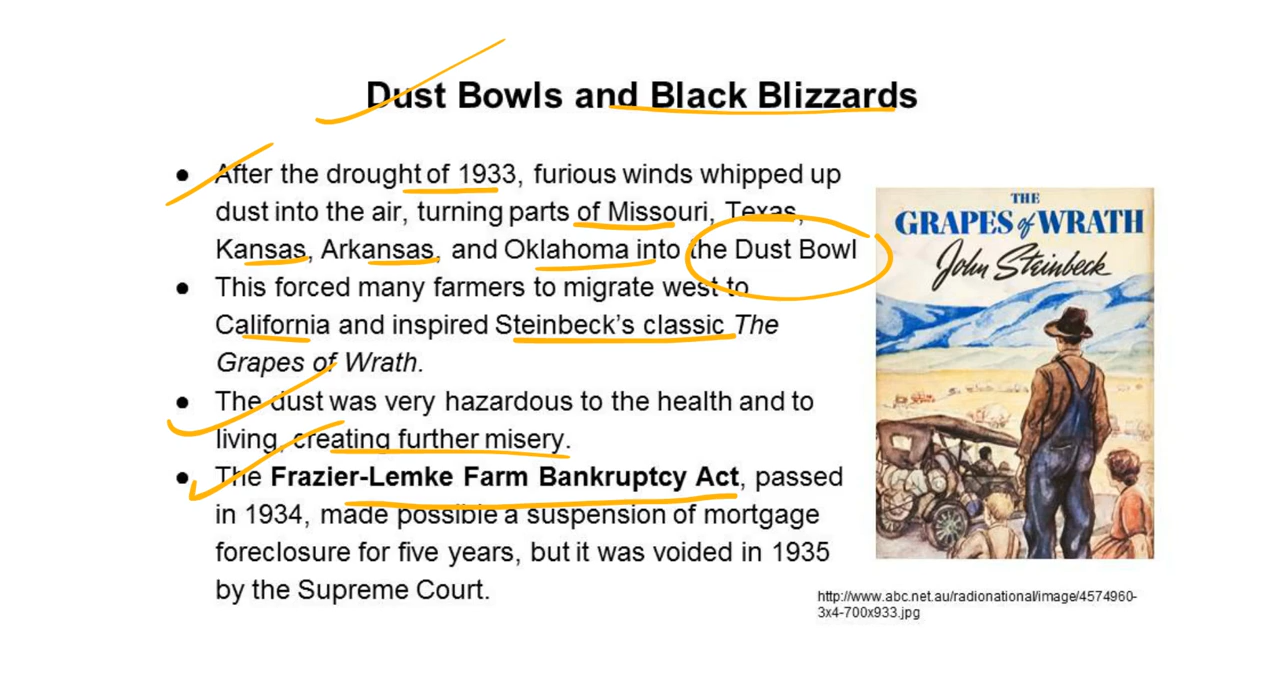 Dust Bowls and Black Blizzards
● After the drought of 1933, furious winds whipped up
dust into the air, turning parts of Missouri, Texas,
Kansas, Arkansas, and Oklahoma into the Dust Bowl
● This forced many farmers to migrate west to
California and inspired Steinbeck's classic The
Grapes of Wrath.
● The dust was very hazardous to the health and to
living, creating further misery.
● The Frazier-Lemke Farm Bankruptcy Act, passed
in 1934, made possible a suspension of mortgage
foreclosure for five years, but it was voided in 1935
by the Supreme Court.
THE
GRAPES of WRATH
John Steinbeck
http://www.abc.net.au/radionational/image/4574960-
3x4-700x933.jpg